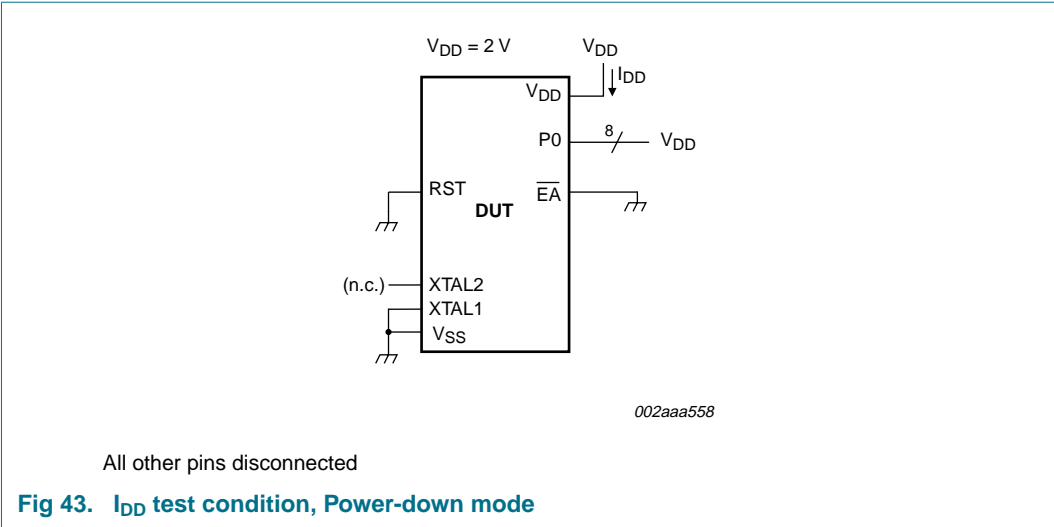 V_DD = 2 V
V_DD
I_DD
V_DD
P0
8
V_DD
RST
EA
DUT
(n.c.)
XTAL2
XTAL1
V_SS
002aaa558
All other pins disconnected
Fig 43. I_DD test condition, Power-down mode